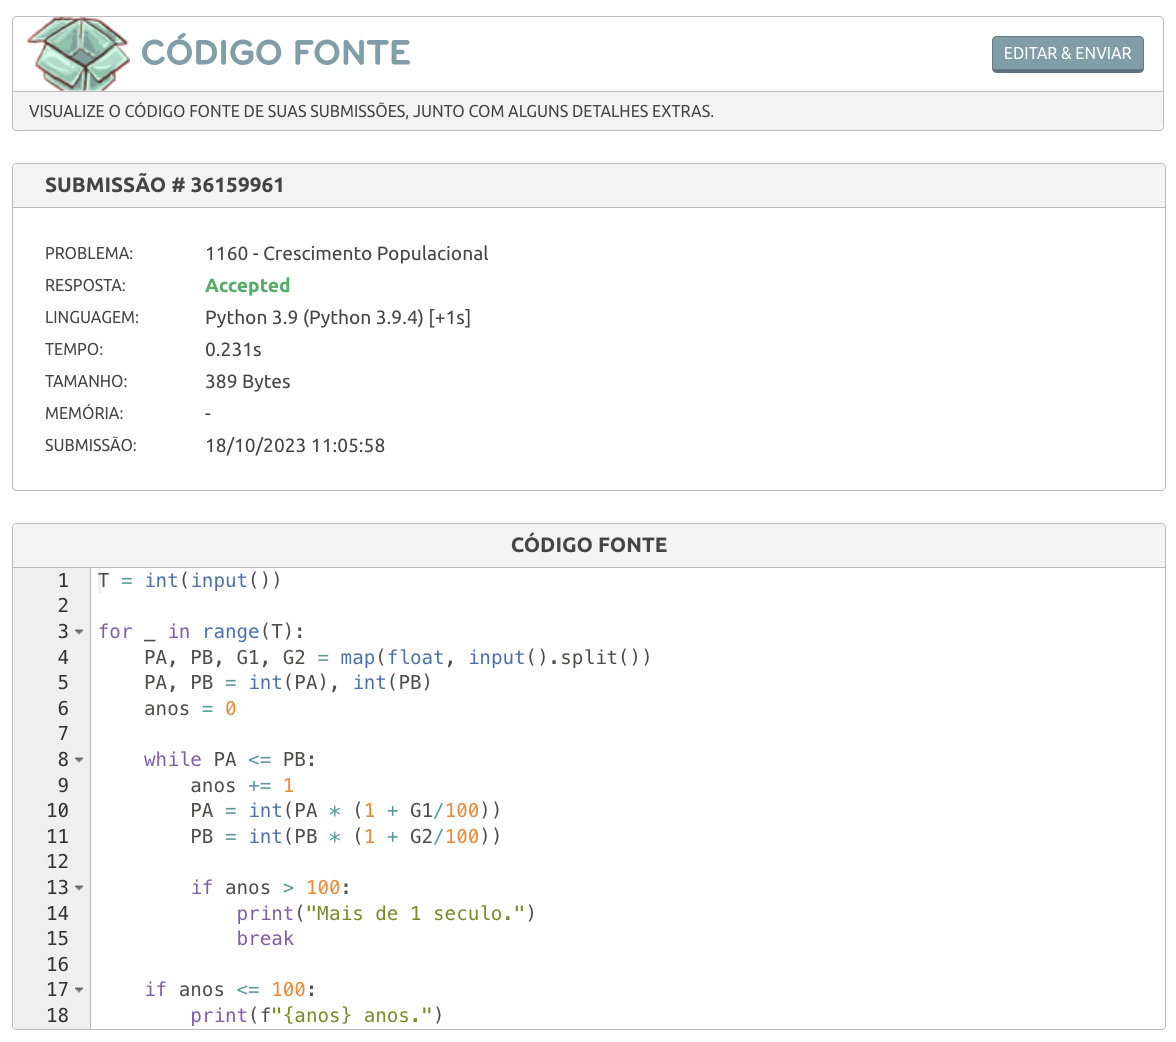 CÓDIGO FONTE
EDITAR & ENVIAR
VISUALIZE O CÓDIGO FONTE DE SUAS SUBMISSÕES, JUNTO COM ALGUNS DETALHES EXTRAS.
SUBMISSÃO # 36159961
PROBLEMA: 1160 - Crescimento Populacional
RESPOSTA: Accepted
LINGUAGEM: Python 3.9 (Python 3.9.4) [+1s]
TEMPO: 0.231s
TAMANHO: 389 Bytes
MEMÓRIA: -
SUBMISSÃO: 18/10/2023 11:05:58
CÓDIGO FONTE
1 T = int(input())
2
3 for _ in range(T):
4     PA, PB, G1, G2 = map(float, input().split())
5     PA, PB = int(PA), int(PB)
6     anos = 0
7
8     while PA <= PB:
9         anos += 1
10         PA = int(PA * (1 + G1/100))
11         PB = int(PB * (1 + G2/100))
12
13         if anos > 100:
14             print("Mais de 1 seculo.")
15             break
16
17     if anos <= 100:
18         print(f"{anos} anos.")